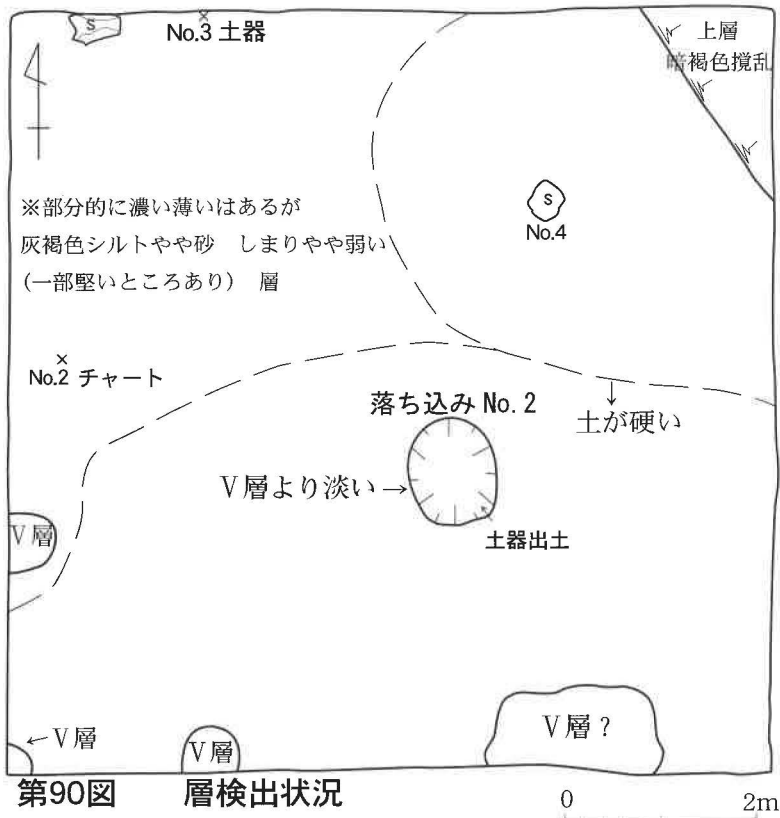 S
No.3 土器
上層
暗褐色撹乱
※部分的に濃い薄いはあるが
灰褐色シルトやや砂　しまりやや弱い
(一部堅いところあり)　層
S
No.4
No.2 チャート
落ち込み No.2
土が硬い
V層より淡い→
土器出土
V層
←V層
V層
V層？
第90図　層検出状況
0 2m